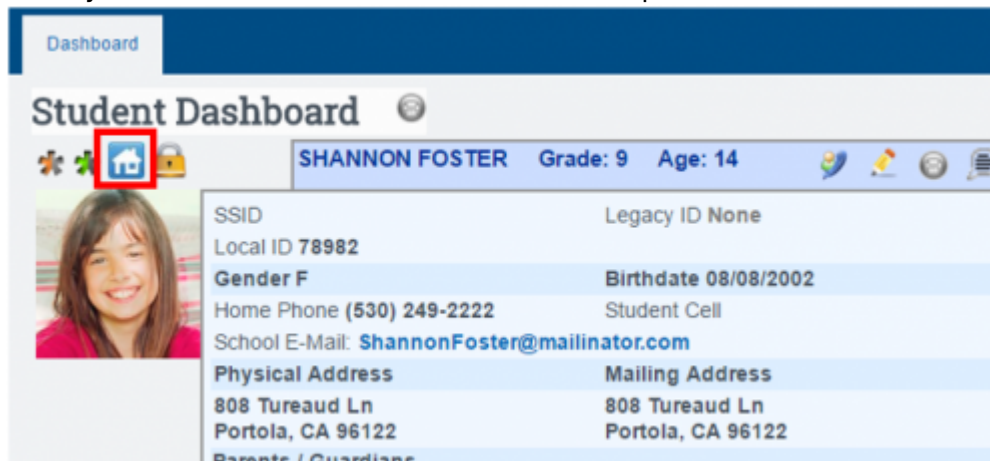 Dashboard
Student Dashboard
SHANNON FOSTER Grade: 9 Age: 14
SSID Legacy ID None
Local ID 78982
Gender F Birthdate 08/08/2002
Home Phone (530) 249-2222 Student Cell
School E-Mail: ShannonFoster@mailinator.com
Physical Address Mailing Address
808 Tureaud Ln 808 Tureaud Ln
Portola, CA 96122 Portola, CA 96122
Parents / Guardians